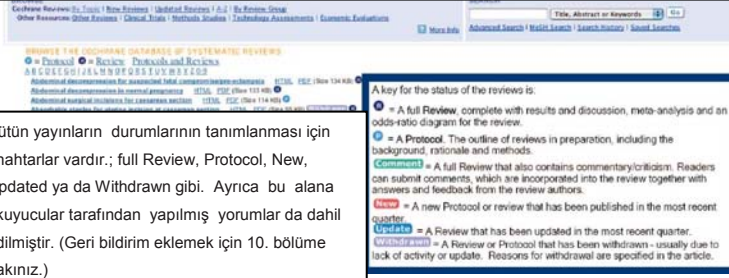 Cochrane Reviews: By Topic | New Reviews | Updated Reviews | A-Z | By Review Group
Other Resources: Other Reviews | Clinical Trials | Methods Studies | Technology Assessments | Economic Evaluations
More Info
Title, Abstract or Keywords Go
Advanced Search | MeSH Search | Search History | Saved Searches
BROWSE THE COCHRANE DATABASE OF SYSTEMATIC REVIEWS
= Protocol = Review Protocols and Reviews
A B C D E F G H I J K L M N O P Q R S T U V W X Y Z 0-9
Abdominal decompression for suspected fetal compromise/pre-eclampsia HTML PDF (Size 134 KB)
Abdominal decompression in normal pregnancy HTML PDF (Size 133 KB)
Abdominal surgical incisions for caesarean section HTML PDF (Size 114 KB)
ütün yayınların durumlarının tanımlanması için
nahtarlar vardır.; full Review, Protocol, New,
pdated ya da Withdrawn gibi. Ayrıca bu alana
kuyucular tarafından yapılmış yorumlar da dahil
dilmiştir. (Geri bildirim eklemek için 10. bölüme
akınız.)
A key for the status of the reviews is:
= A full Review, complete with results and discussion, meta-analysis and an
odds-ratio diagram for the review.
= A Protocol. The outline of reviews in preparation, including the
background, rationale and methods.
Comment = A full Review that also contains commentary/criticism. Readers
can submit comments, which are incorporated into the review together with
answers and feedback from the review authors.
New = A new Protocol or review that has been published in the most recent
quarter.
Update = A Review that has been updated in the most recent quarter.
Withdrawn = A Review or Protocol that has been withdrawn - usually due to
lack of activity or update. Reasons for withdrawal are specified in the article.